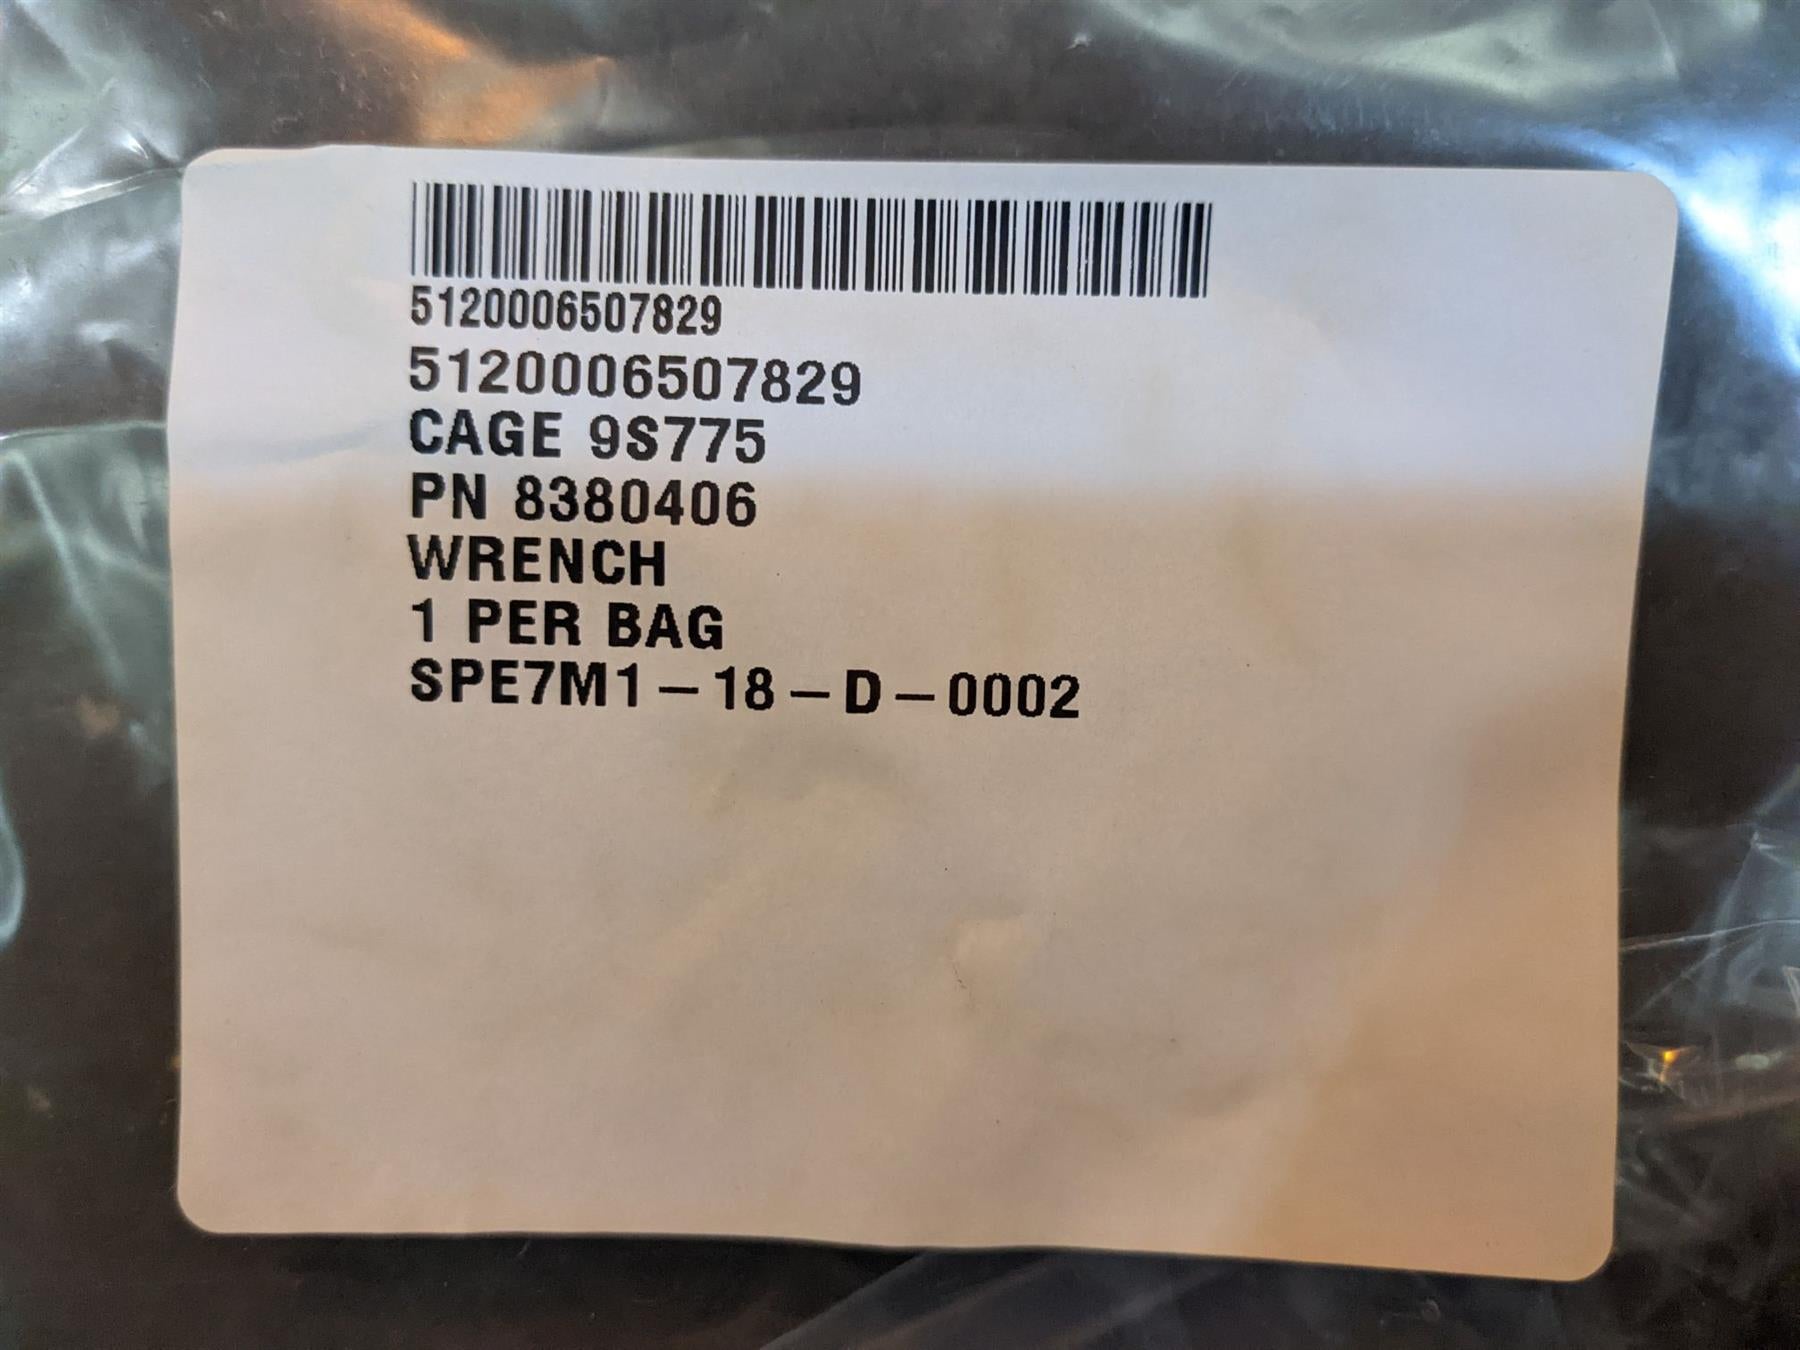 5120006507829
5120006507829
CAGE 9S775
PN 8380406
WRENCH
1 PER BAG
SPE7M1-18-D-0002